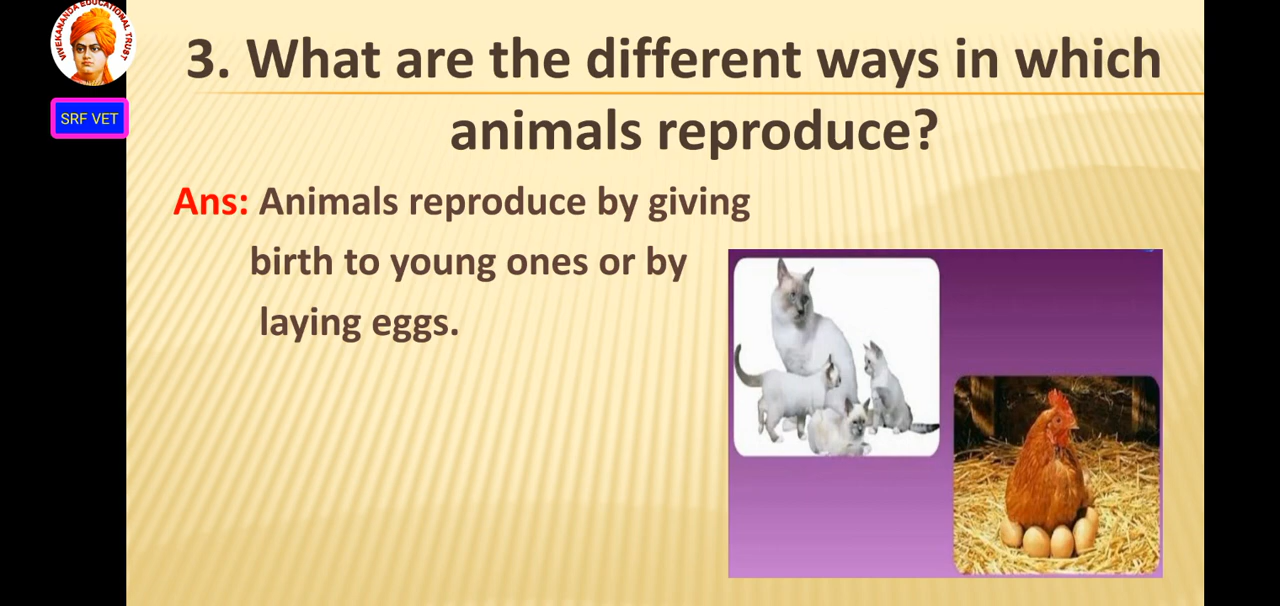 VIVEKANANDA EDUCATIONAL TRUST
SRF VET
3. What are the different ways in which
animals reproduce?
Ans: Animals reproduce by giving
birth to young ones or by
laying eggs.